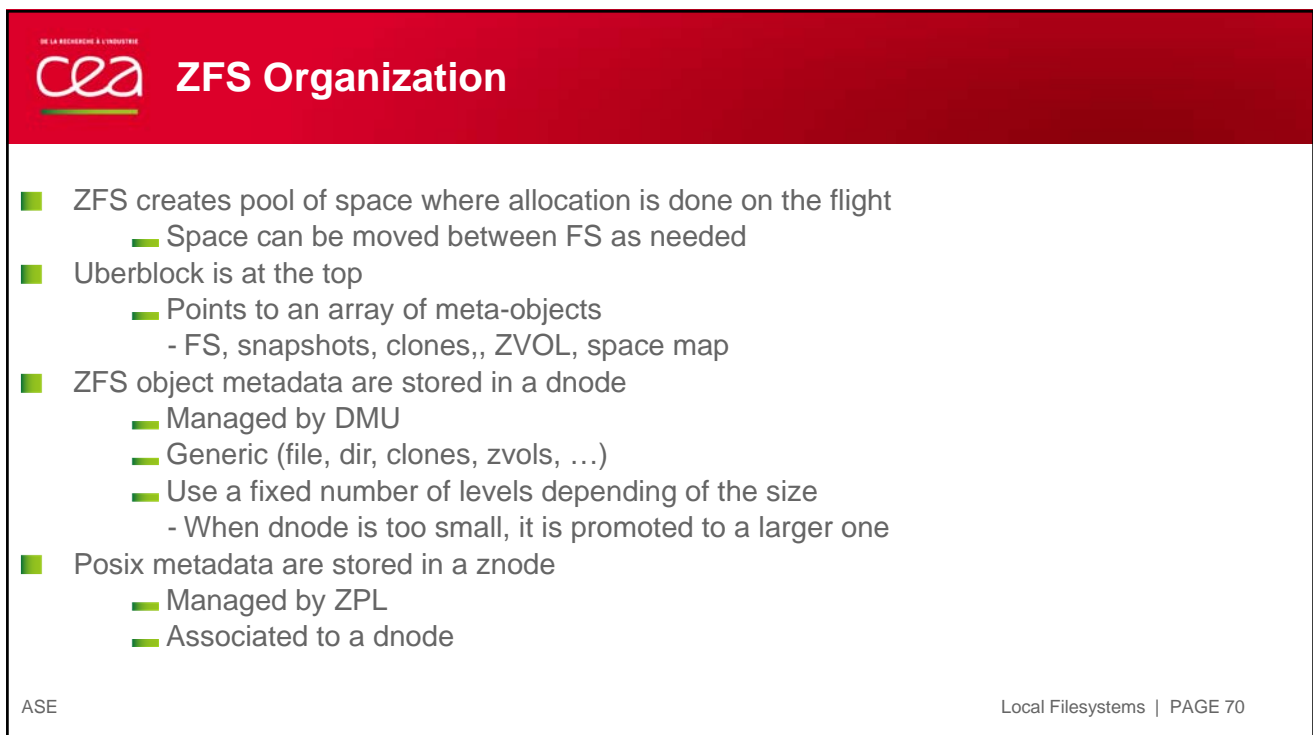 DE LA RECHERCHE À L'INDUSTRIE
cea
ZFS Organization
ZFS creates pool of space where allocation is done on the flight
Space can be moved between FS as needed
Uberblock is at the top
Points to an array of meta-objects
- FS, snapshots, clones,, ZVOL, space map
ZFS object metadata are stored in a dnode
Managed by DMU
Generic (file, dir, clones, zvols, …)
Use a fixed number of levels depending of the size
- When dnode is too small, it is promoted to a larger one
Posix metadata are stored in a znode
Managed by ZPL
Associated to a dnode
ASE
Local Filesystems | PAGE 70